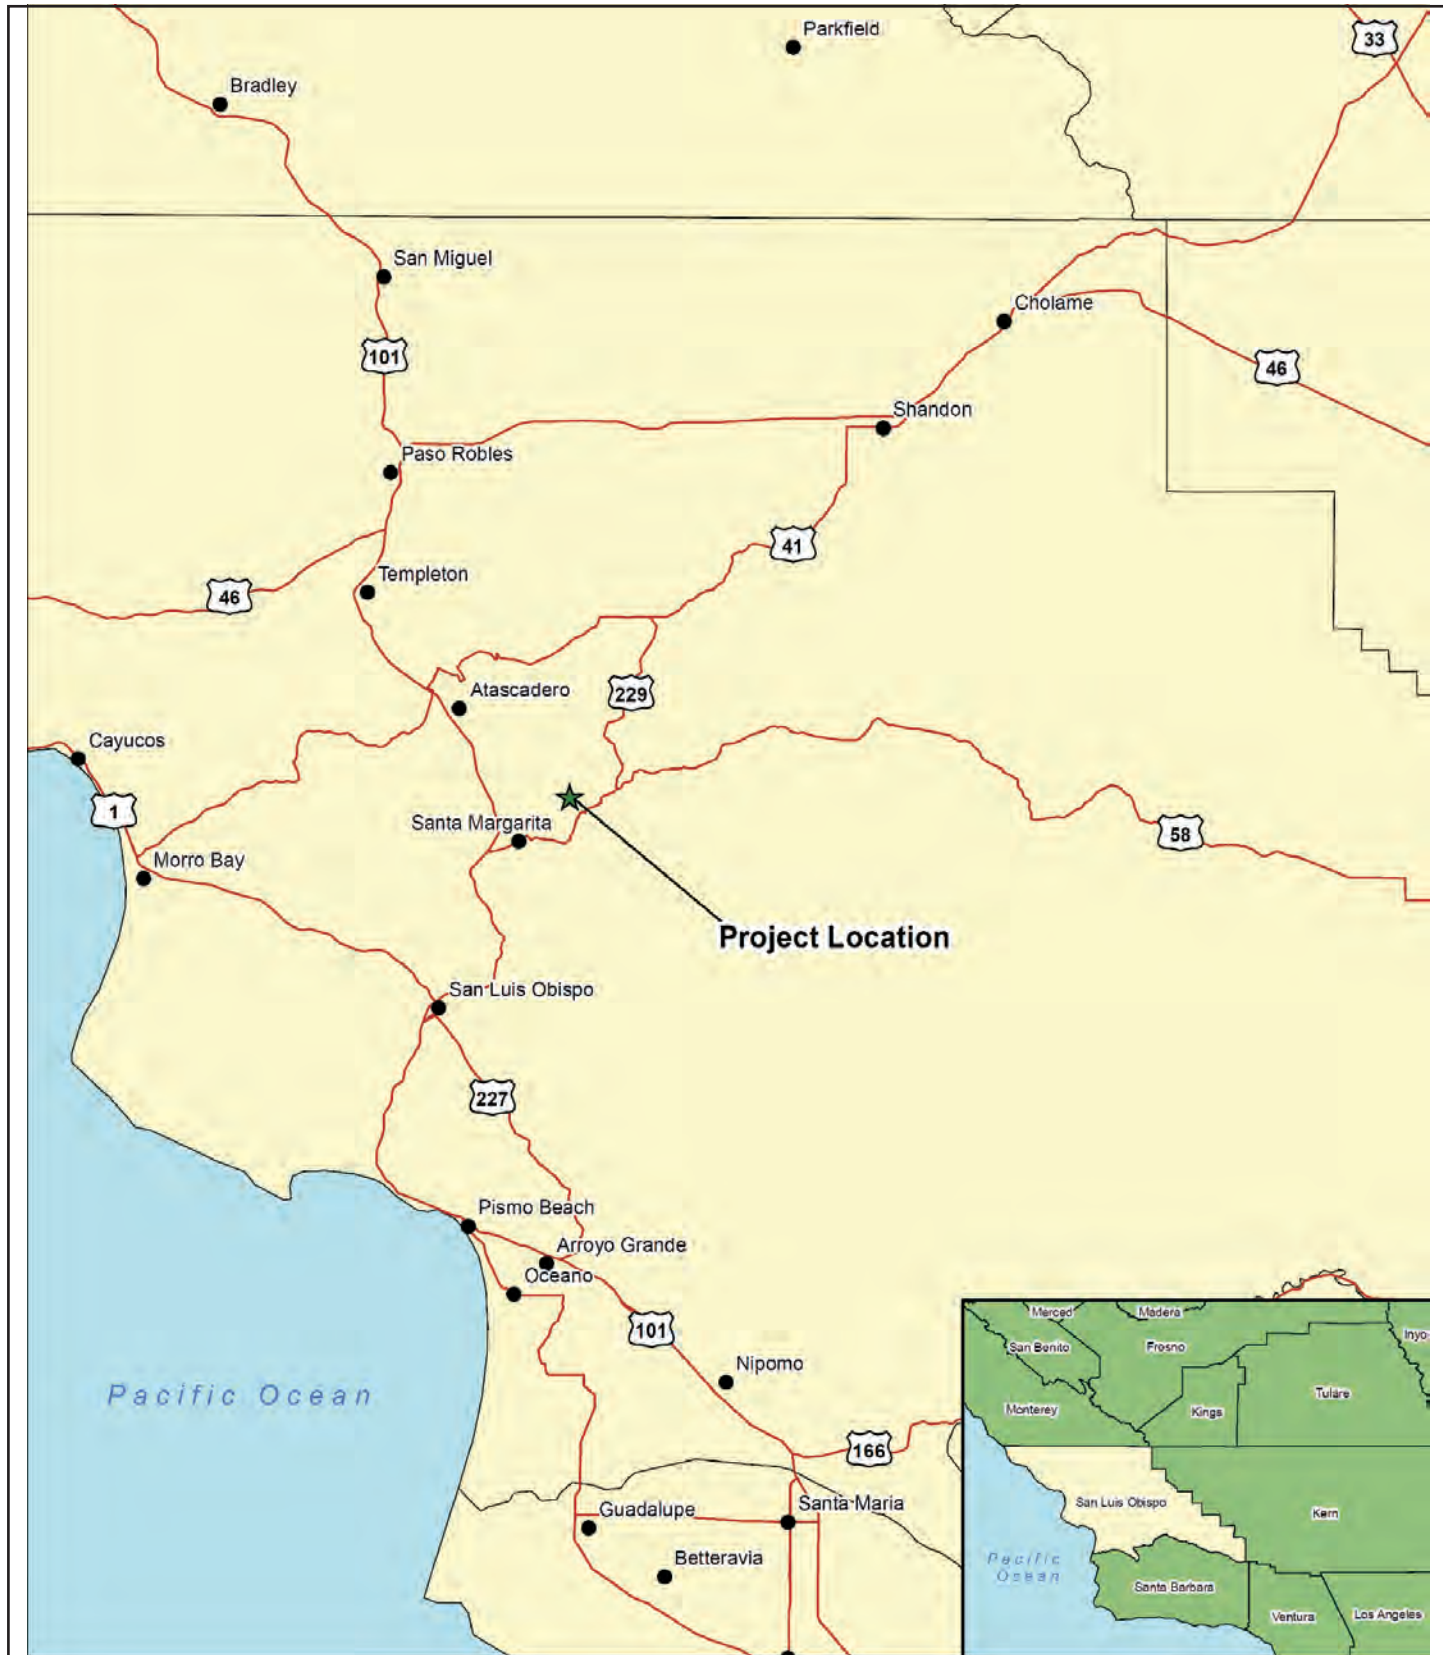 Parkfield
33
Bradley
San Miguel
Cholame
101
46
Shandon
Paso Robles
41
Templeton
46
229
Atascadero
Cayucos
1
Santa Margarita
58
Morro Bay
Project Location
San Luis Obispo
227
Pismo Beach
Arroyo Grande
Oceano
101
Nipomo
Pacific Ocean
166
Guadalupe
Santa Maria
Betteravia
Merced
Madera
San Benito
Fresno
Inyo
Tulare
Monterey
Kings
San Luis Obispo
Kern
Pacific
Ocean
Santa Barbara
Ventura
Los Angeles